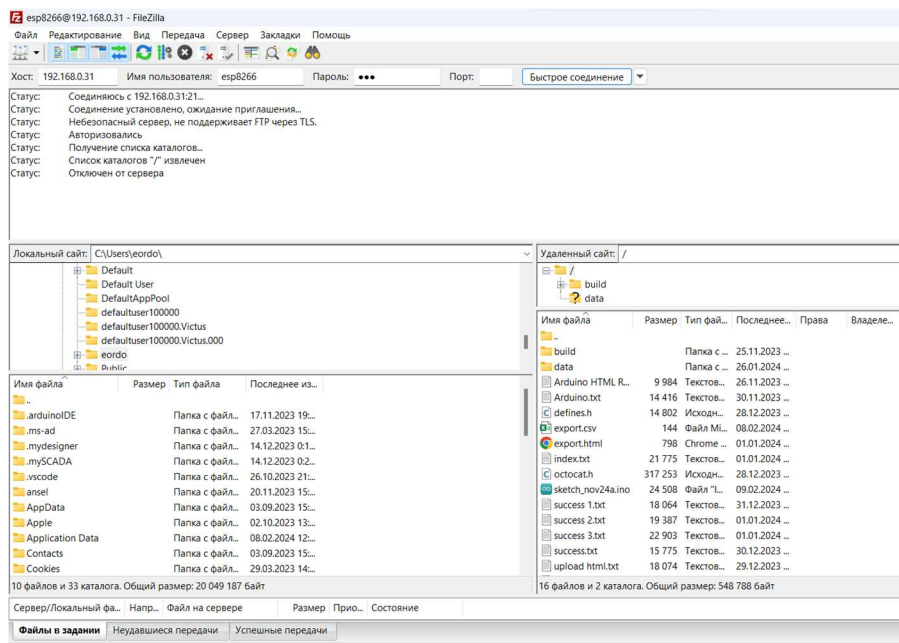 esp8266@192.168.0.31 - FileZilla
Файл Редактирование Вид Передача Сервер Закладки Помощь
Хост: 192.168.0.31 Имя пользователя: esp8266 Пароль: ●●● Порт: Быстрое соединение
Статус: Соединяюсь с 192.168.0.31:21...
Статус: Соединение установлено, ожидание приглашения...
Статус: Небезопасный сервер, не поддерживает FTP через TLS.
Статус: Авторизовались
Статус: Получение списка каталогов...
Статус: Список каталогов "/" извлечен
Статус: Отключен от сервера
Локальный сайт: C:\Users\eordo\
Default
Default User
DefaultAppPool
defaultuser100000
defaultuser100000.Victus
defaultuser100000.Victus.000
eordo
Public
Имя файла Размер Тип файла Последнее из...
..
.arduinoIDE Папка с файл... 17.11.2023 19:...
.ms-ad Папка с файл... 27.03.2023 15:...
.mydesigner Папка с файл... 14.12.2023 0:1...
.mySCADA Папка с файл... 14.12.2023 0:2...
.vscode Папка с файл... 26.10.2023 21:...
ansel Папка с файл... 20.11.2023 15:...
AppData Папка с файл... 03.09.2023 15:...
Apple Папка с файл... 02.10.2023 13:...
Application Data Папка с файл... 08.02.2024 12:...
Contacts Папка с файл... 03.09.2023 15:...
Cookies Папка с файл... 29.03.2023 14:...
10 файлов и 33 каталога. Общий размер: 20 049 187 байт
Удаленный сайт: /
/
build
data
Имя файла Размер Тип фай... Последнее... Права Владеле...
..
build Папка с ... 25.11.2023 ...
data Папка с ... 26.01.2024 ...
Arduino HTML R... 9 984 Текстов... 26.11.2023 ...
Arduino.txt 14 416 Текстов... 30.11.2023 ...
defines.h 14 802 Исходн... 28.12.2023 ...
export.csv 144 Файл Mi... 08.02.2024 ...
export.html 798 Chrome ... 01.01.2024 ...
index.txt 21 775 Текстов... 01.01.2024 ...
octocat.h 317 253 Исходн... 28.12.2023 ...
sketch_nov24a.ino 24 508 Файл "I... 09.02.2024 ...
success 1.txt 18 064 Текстов... 31.12.2023 ...
success 2.txt 19 387 Текстов... 01.01.2024 ...
success 3.txt 22 903 Текстов... 01.01.2024 ...
success.txt 15 775 Текстов... 30.12.2023 ...
upload html.txt 18 074 Текстов... 29.12.2023 ...
16 файлов и 2 каталога. Общий размер: 548 788 байт
Сервер/Локальный фа... Напр... Файл на сервере Размер Прио... Состояние
Файлы в задании Неудавшиеся передачи Успешные передачи